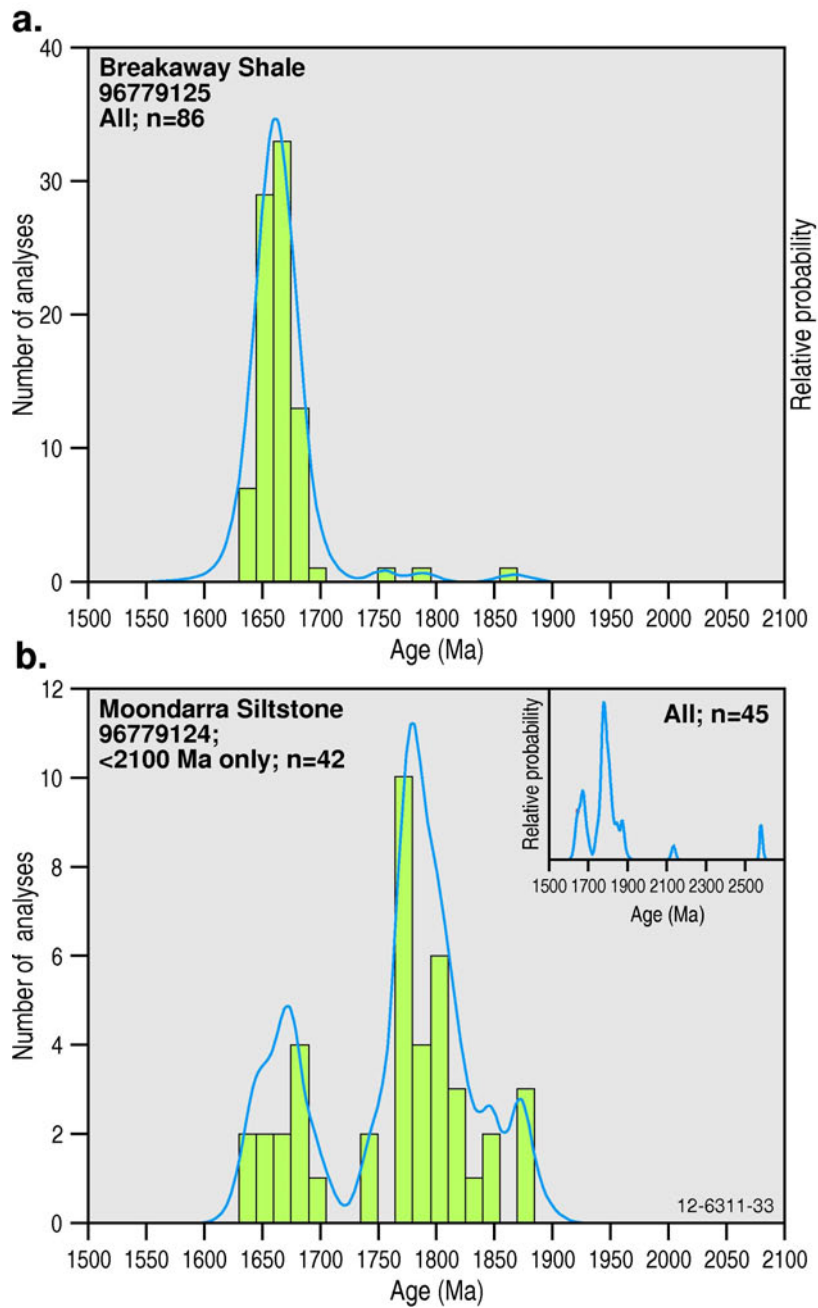 a.
Breakaway Shale
96779125
All; n=86
40
30
20
10
0
Number of analyses
Relative probability
1500 1550 1600 1650 1700 1750 1800 1850 1900 1950 2000 2050 2100
Age (Ma)
b.
Moondarra Siltstone
96779124;
<2100 Ma only; n=42
12
10
8
6
4
2
0
Number of analyses
Relative probability
All; n=45
1500 1700 1900 2100 2300 2500
Age (Ma)
12-6311-33
1500 1550 1600 1650 1700 1750 1800 1850 1900 1950 2000 2050 2100
Age (Ma)